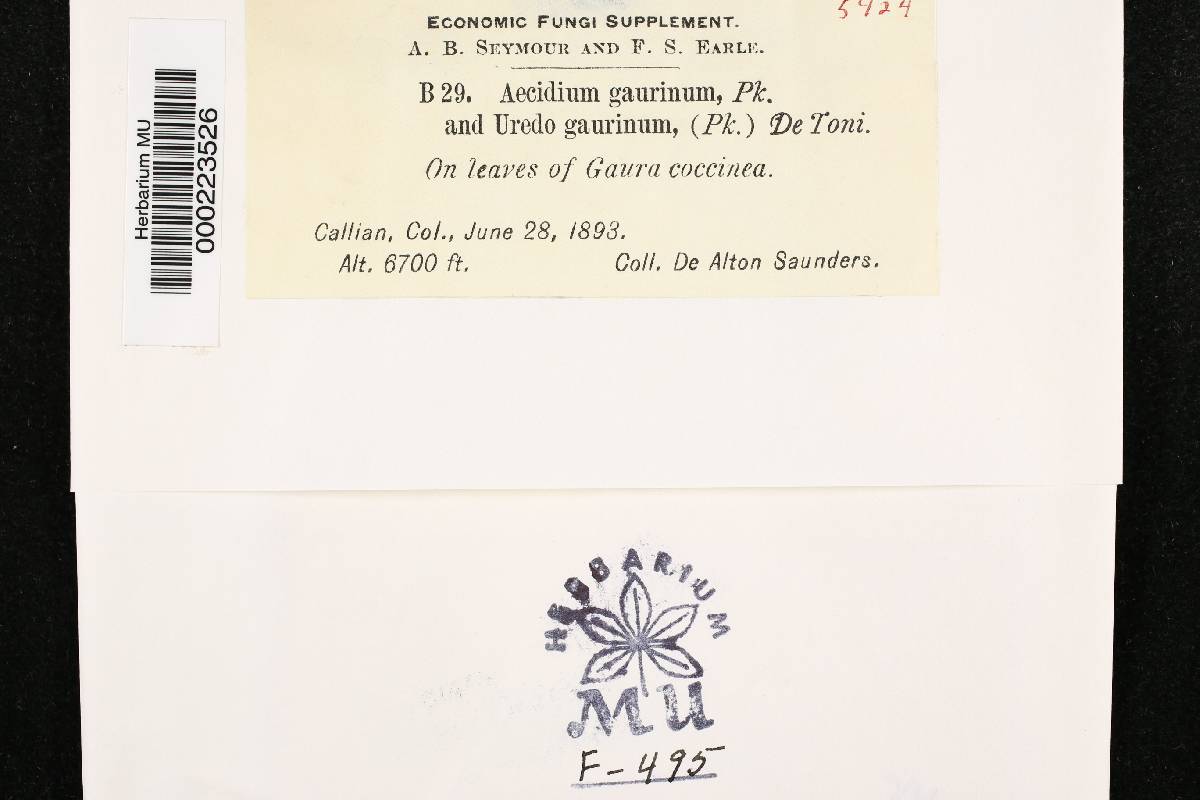 5424
ECONOMIC FUNGI SUPPLEMENT.
A. B. SEYMOUR AND F. S. EARLE.
B 29. Aecidium gaurinum, Pk.
and Uredo gaurinum, (Pk.) De Toni.
On leaves of Gaura coccinea.
Callian, Col., June 28, 1893.
Alt. 6700 ft. Coll. De Alton Saunders.
Herbarium MU
000223526
HERBARIUM
MU
F-495